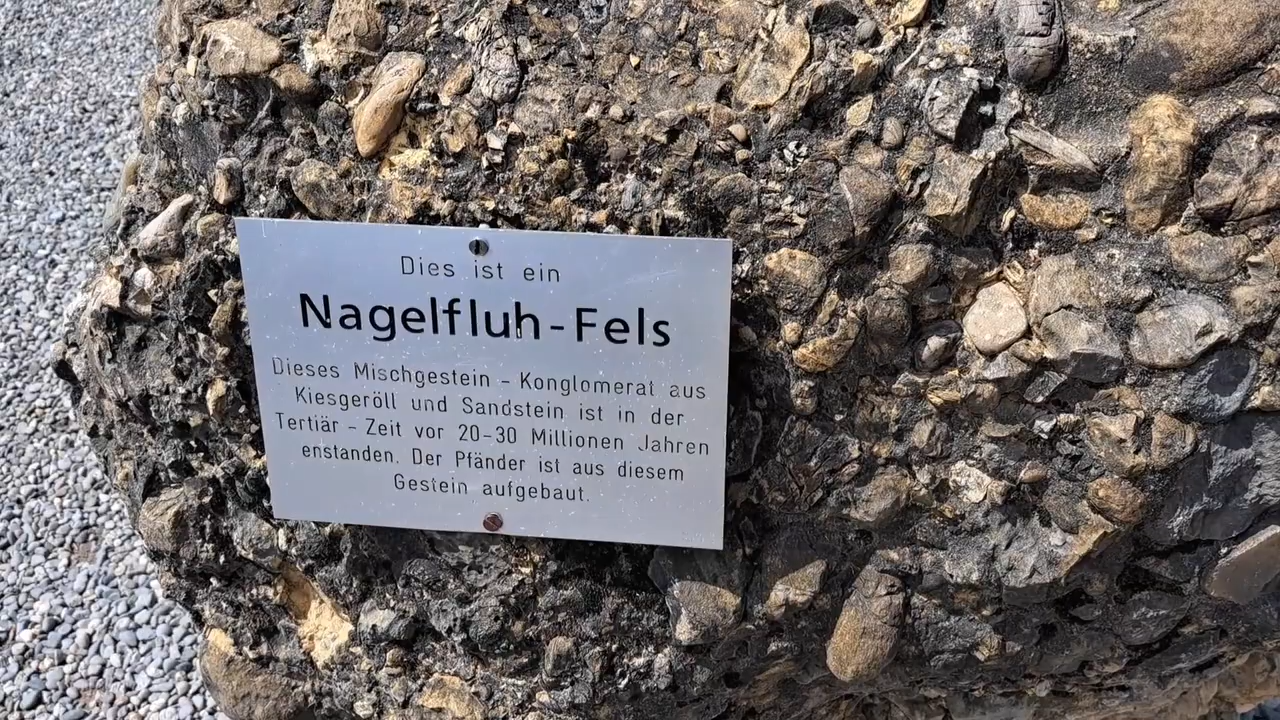 Dies ist ein
Nagelfluh-Fels
Dieses Mischgestein - Konglomerat aus
Kiesgeröll und Sandstein ist in der
Tertiär - Zeit vor 20-30 Millionen Jahren
enstanden. Der Pfänder ist aus diesem
Gestein aufgebaut.